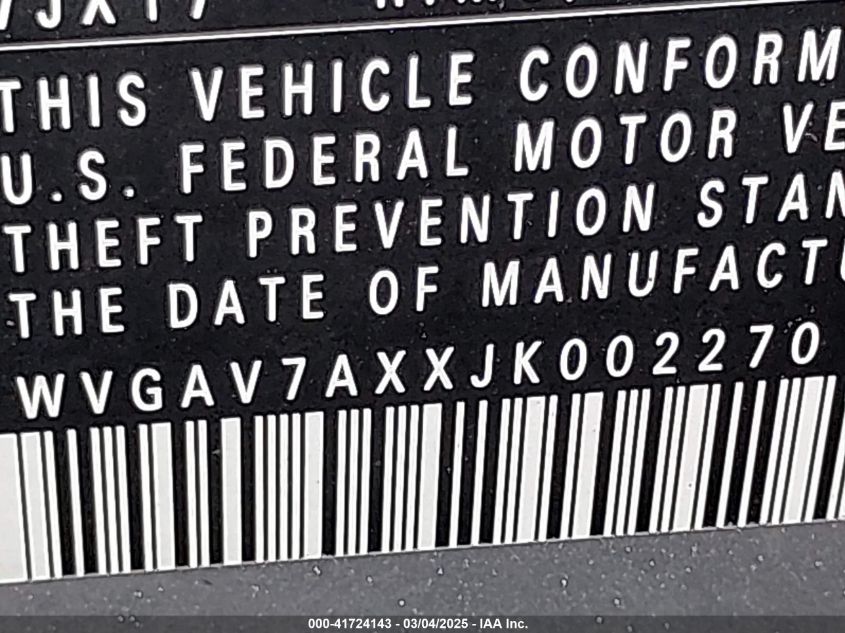 THIS VEHICLE CONFORM
U.S. FEDERAL MOTOR VE
THEFT PREVENTION STAN
THE DATE OF MANUFACTU
WVGAV7AXXJK002270
000-41724143 - 03/04/2025 - IAA Inc.